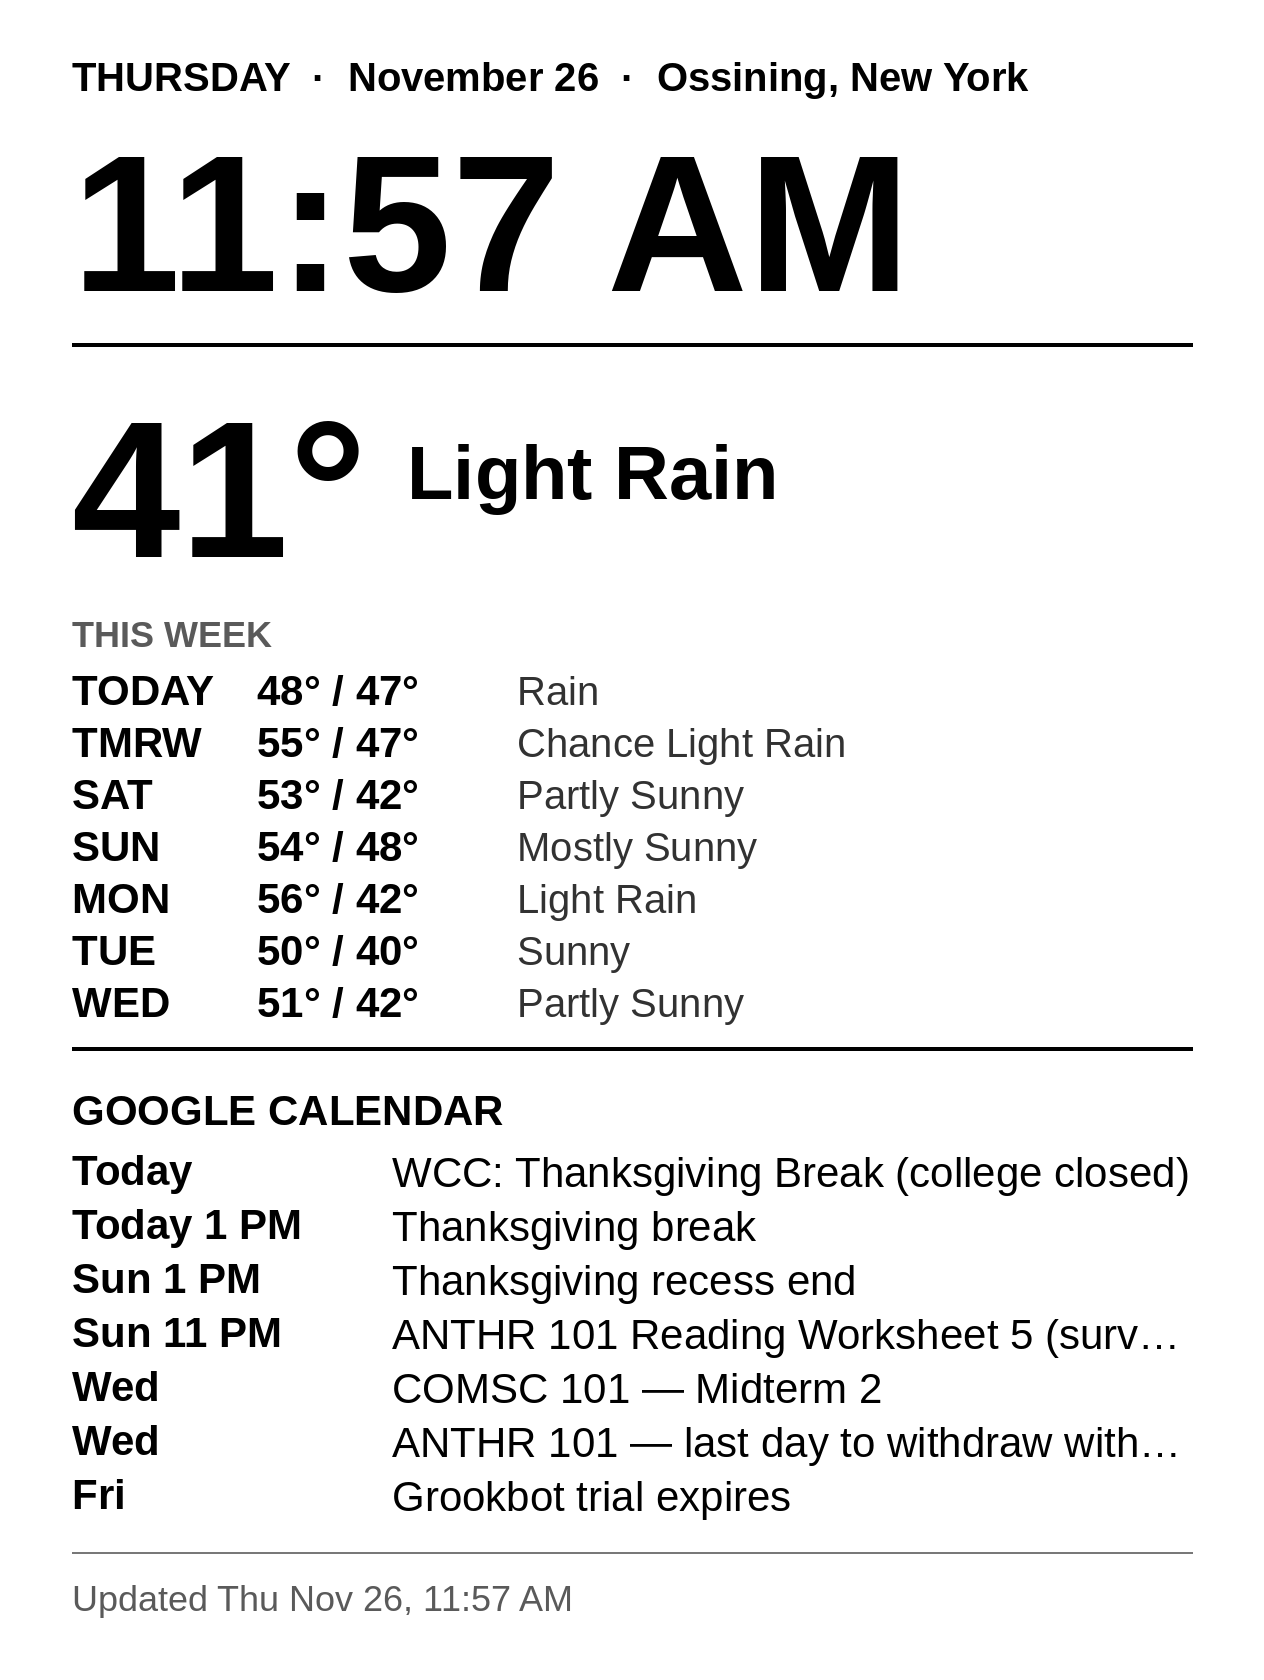 THURSDAY · November 26 · Ossining, New York
11:57 AM
41° Light Rain
THIS WEEK
TODAY 48° / 47° Rain
TMRW 55° / 47° Chance Light Rain
SAT 53° / 42° Partly Sunny
SUN 54° / 48° Mostly Sunny
MON 56° / 42° Light Rain
TUE 50° / 40° Sunny
WED 51° / 42° Partly Sunny
GOOGLE CALENDAR
Today WCC: Thanksgiving Break (college closed)
Today 1 PM Thanksgiving break
Sun 1 PM Thanksgiving recess end
Sun 11 PM ANTHR 101 Reading Worksheet 5 (surv…
Wed COMSC 101 — Midterm 2
Wed ANTHR 101 — last day to withdraw with…
Fri Grookbot trial expires
Updated Thu Nov 26, 11:57 AM